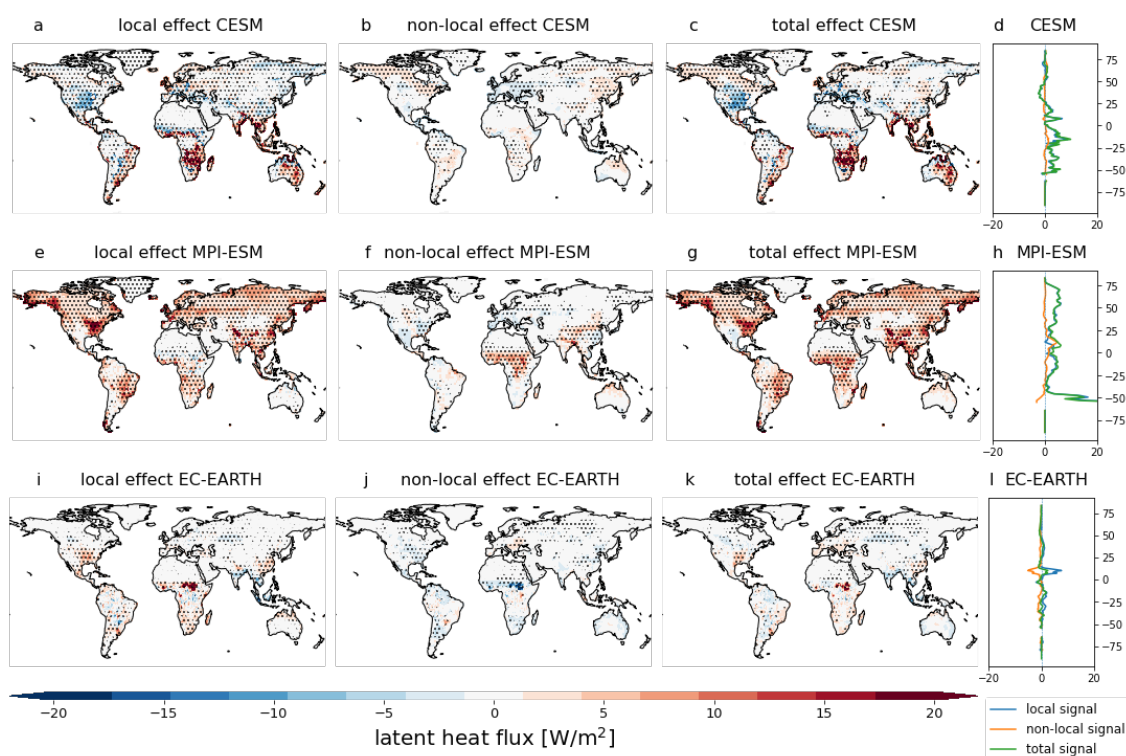 a local effect CESM b non-local effect CESM c total effect CESM d CESM
75
50
25
0
−25
−50
−75
−20 0 20
e local effect MPI-ESM f non-local effect MPI-ESM g total effect MPI-ESM h MPI-ESM
75
50
25
0
−25
−50
−75
−20 0 20
i local effect EC-EARTH j non-local effect EC-EARTH k total effect EC-EARTH l EC-EARTH
75
50
25
0
−25
−50
−75
−20 0 20
−20 −15 −10 −5 0 5 10 15 20
latent heat flux [W/m²]
local signal
non-local signal
total signal